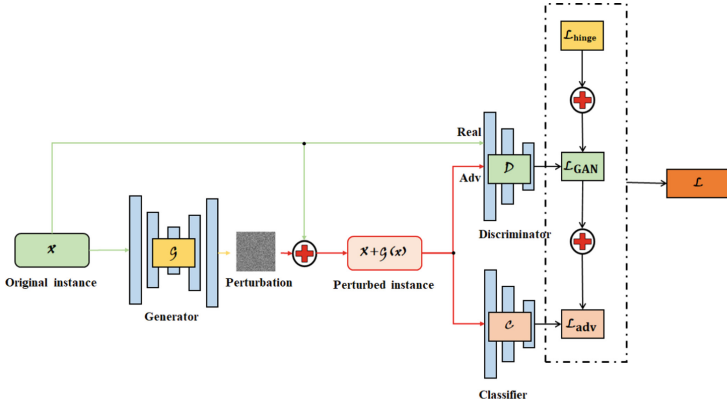 𝓛hinge
Real
Adv
𝒟
𝓛GAN
𝓛
Discriminator
𝒳
Original instance
𝒢
Generator
Perturbation
𝒳+𝒢(𝓍)
Perturbed instance
𝒞
𝓛adv
Classifier